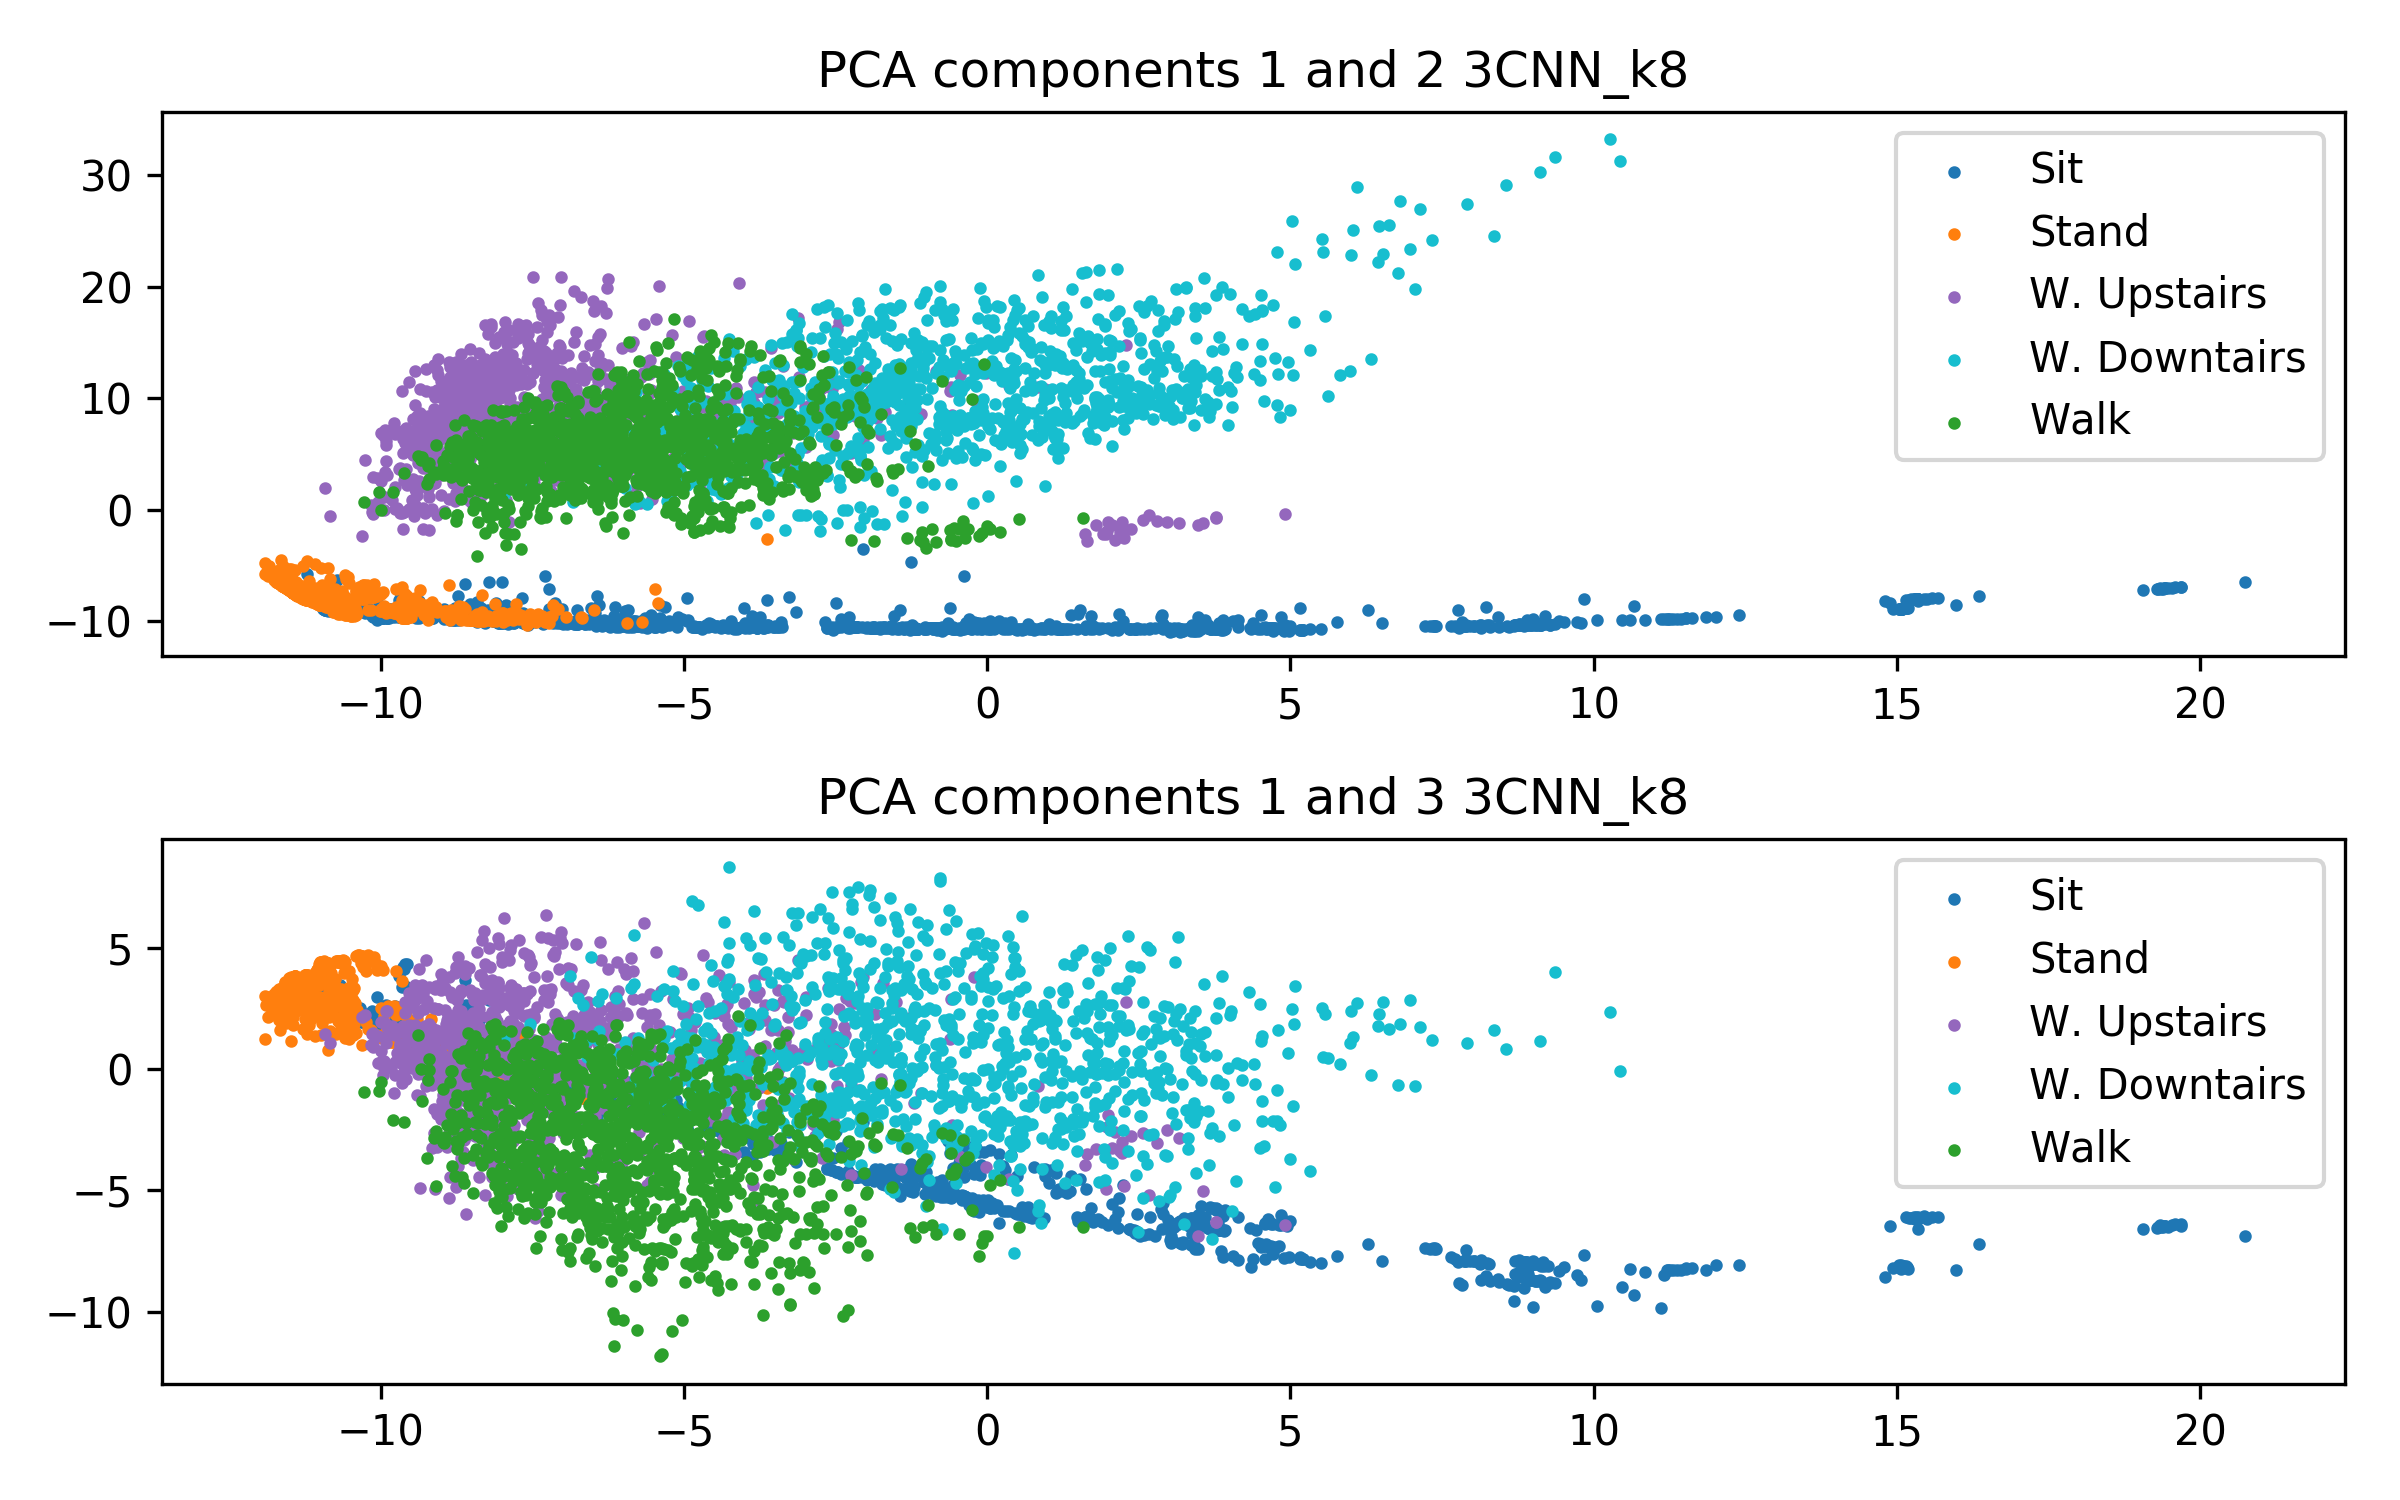 PCA components 1 and 2 3CNN_k8
30
20
10
0
−10
−10 −5 0 5 10 15 20
Sit
Stand
W. Upstairs
W. Downtairs
Walk
PCA components 1 and 3 3CNN_k8
5
0
−5
−10
−10 −5 0 5 10 15 20
Sit
Stand
W. Upstairs
W. Downtairs
Walk